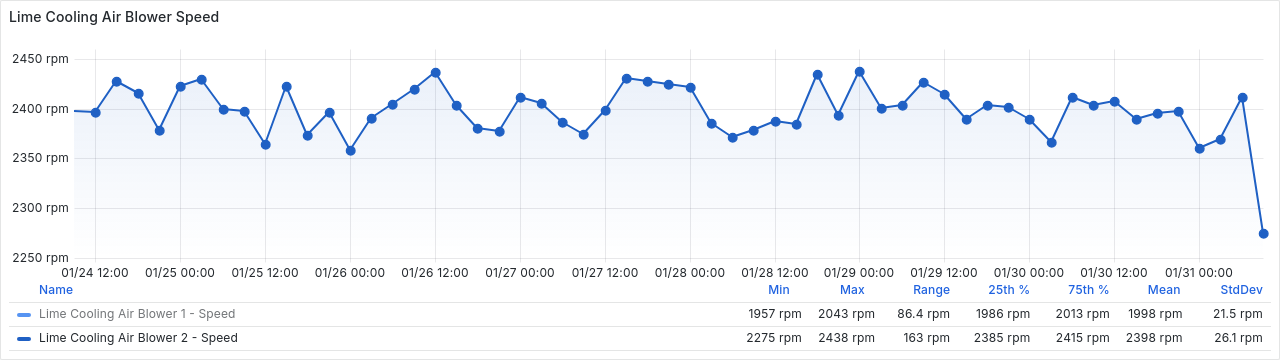 Lime Cooling Air Blower Speed
2450 rpm
2400 rpm
2350 rpm
2300 rpm
2250 rpm
01/24 12:00 01/25 00:00 01/25 12:00 01/26 00:00 01/26 12:00 01/27 00:00 01/27 12:00 01/28 00:00 01/28 12:00 01/29 00:00 01/29 12:00 01/30 00:00 01/30 12:00 01/31 00:00
Name Min Max Range 25th % 75th % Mean StdDev
Lime Cooling Air Blower 1 - Speed 1957 rpm 2043 rpm 86.4 rpm 1986 rpm 2013 rpm 1998 rpm 21.5 rpm
Lime Cooling Air Blower 2 - Speed 2275 rpm 2438 rpm 163 rpm 2385 rpm 2415 rpm 2398 rpm 26.1 rpm